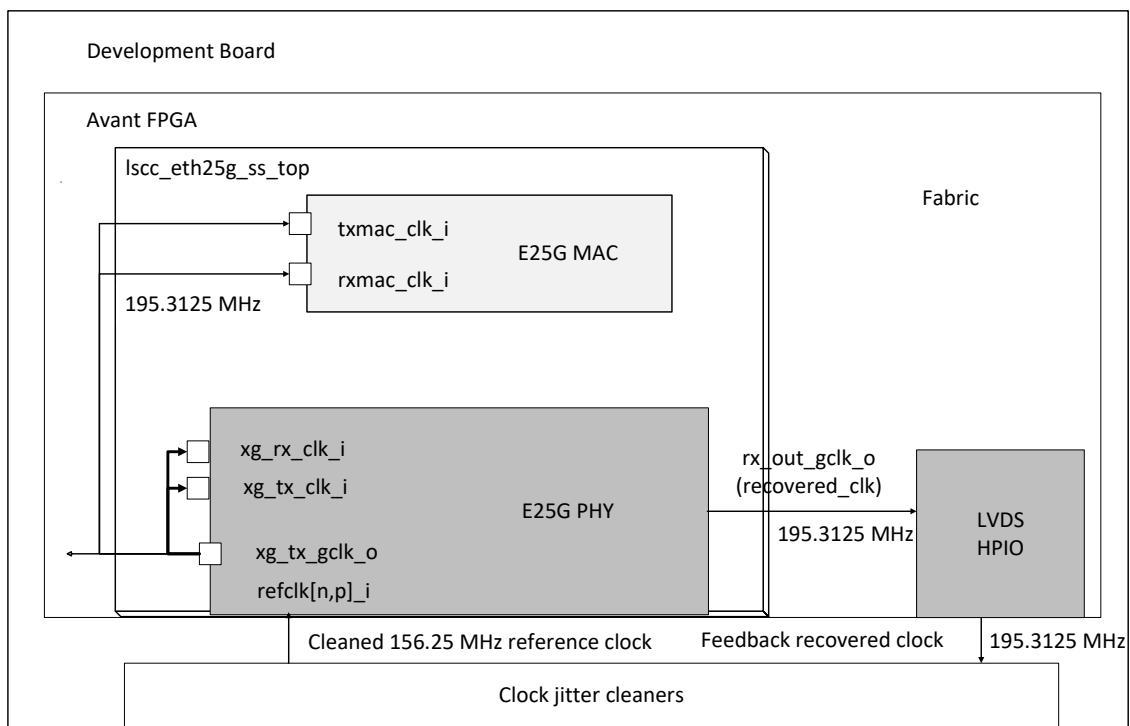 Development Board
Avant FPGA
lscc_eth25g_ss_top
Fabric
txmac_clk_i
E25G MAC
rxmac_clk_i
195.3125 MHz
xg_rx_clk_i
xg_tx_clk_i
E25G PHY
xg_tx_gclk_o
refclk[n,p]_i
rx_out_gclk_o
(recovered_clk)
195.3125 MHz
LVDS
HPIO
Cleaned 156.25 MHz reference clock
Feedback recovered clock
195.3125 MHz
Clock jitter cleaners